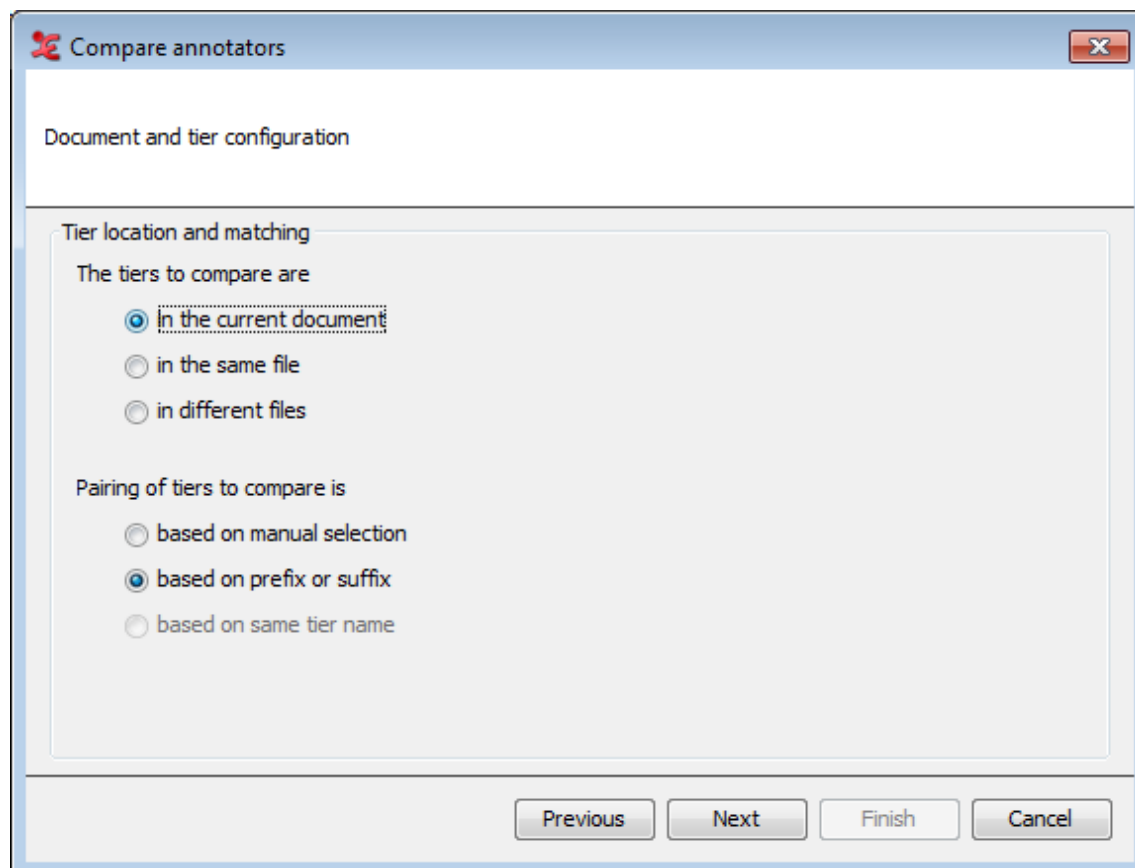 Compare annotators
Document and tier configuration
Tier location and matching
The tiers to compare are
in the current document
in the same file
in different files
Pairing of tiers to compare is
based on manual selection
based on prefix or suffix
based on same tier name
Previous
Next
Finish
Cancel